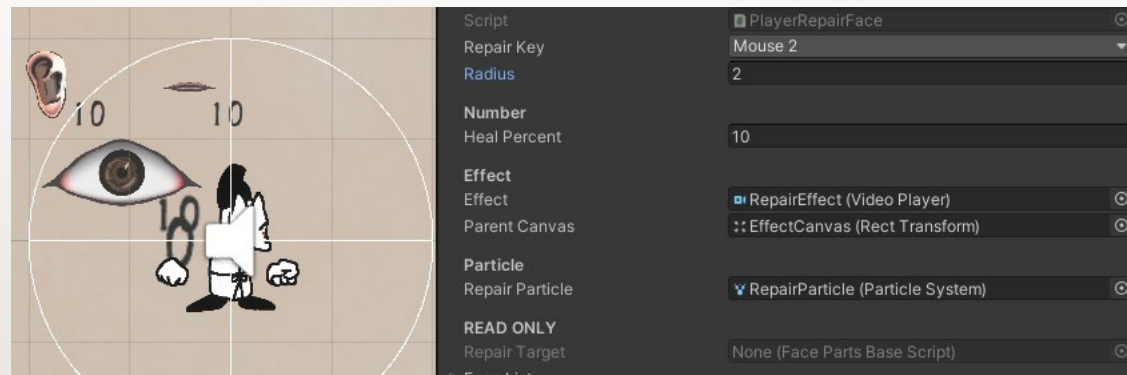 10
10
10
Script PlayerRepairFace
Repair Key Mouse 2
Radius 2
Number
Heal Percent 10
Effect
Effect RepairEffect (Video Player)
Parent Canvas EffectCanvas (Rect Transform)
Particle
Repair Particle RepairParticle (Particle System)
READ ONLY
Repair Target None (Face Parts Base Script)